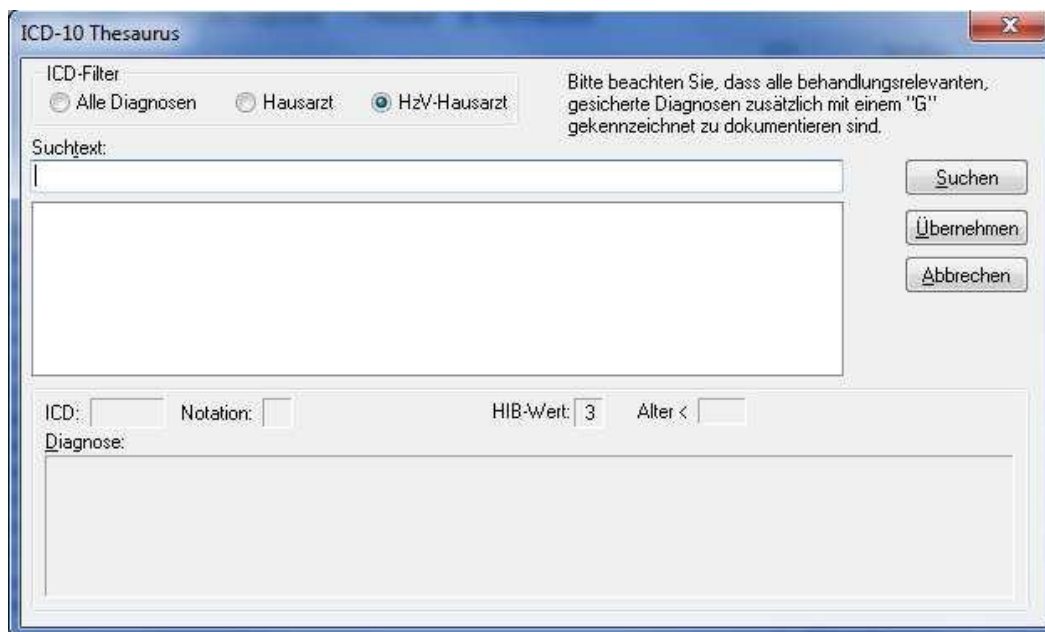 ICD-10 Thesaurus
ICD-Filter
Alle Diagnosen Hausarzt HzV-Hausarzt
Bitte beachten Sie, dass alle behandlungsrelevanten,
gesicherte Diagnosen zusätzlich mit einem "G"
gekennzeichnet zu dokumentieren sind.
Suchtext:
Suchen
Übernehmen
Abbrechen
ICD: Notation: HIB-Wert: 3 Alter <
Diagnose: